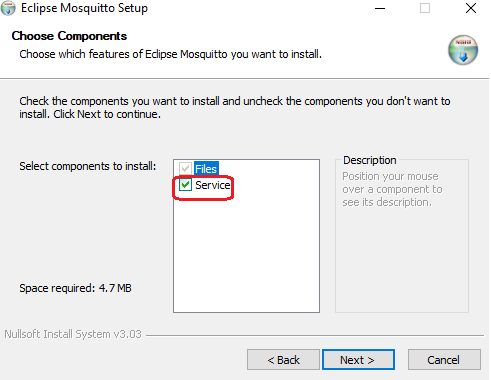 Eclipse Mosquitto Setup
Choose Components
Choose which features of Eclipse Mosquitto you want to install.
Check the components you want to install and uncheck the components you don't want to
install. Click Next to continue.
Select components to install:
Files
Service
Description
Position your mouse
over a component to
see its description.
Space required: 4.7 MB
Nullsoft Install System v3.03
< Back
Next >
Cancel